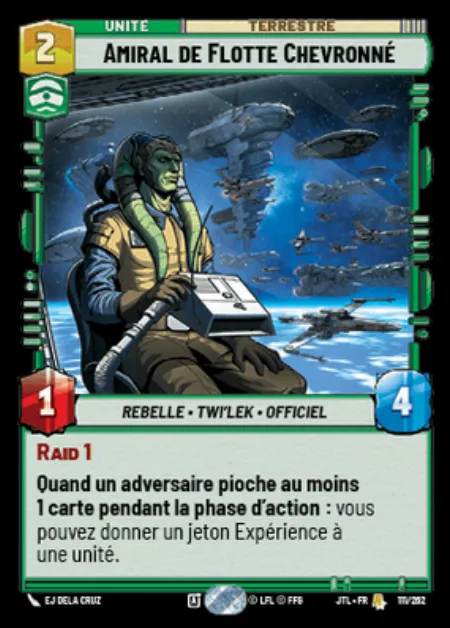 UNITÉ
TERRESTRE
2
AMIRAL DE FLOTTE CHEVRONNÉ
1
4
REBELLE • TWI'LEK • OFFICIEL
RAID 1
Quand un adversaire pioche au moins
1 carte pendant la phase d'action : vous
pouvez donner un jeton Expérience à
une unité.
EJ DELA CRUZ
A
© LFL © FFG
JTL • FR
111/262